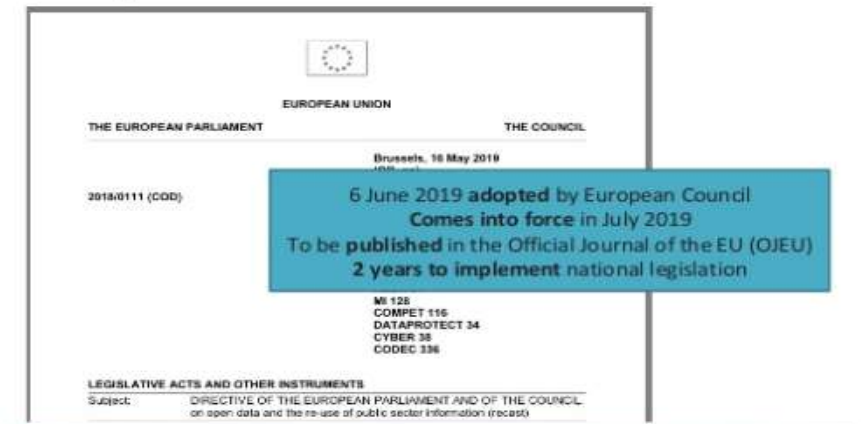 EUROPEAN UNION
THE EUROPEAN PARLIAMENT THE COUNCIL
Brussels, 16 May 2019
2018/0111 (COD)
6 June 2019 adopted by European Council
Comes into force in July 2019
To be published in the Official Journal of the EU (OJEU)
2 years to implement national legislation
MI 128
COMPET 116
DATAPROTECT 34
CYBER 38
CODEC 336
LEGISLATIVE ACTS AND OTHER INSTRUMENTS
Subject: DIRECTIVE OF THE EUROPEAN PARLIAMENT AND OF THE COUNCIL
on open data and the re-use of public sector information (recast)